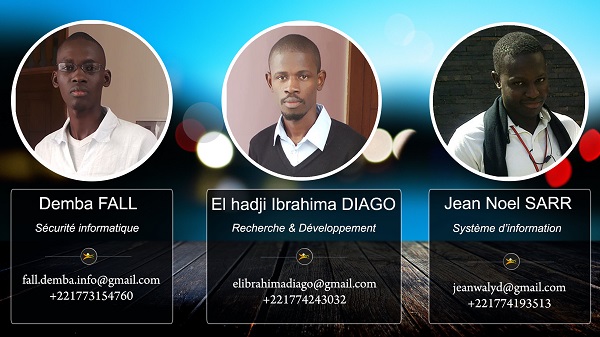 Demba FALL
Sécurité informatique
fall.demba.info@gmail.com
+221773154760
El hadji Ibrahima DIAGO
Recherche & Développement
elibrahimadiago@gmail.com
+221774243032
Jean Noel SARR
Système d'information
jeanwalyd@gmail.com
+221774193513